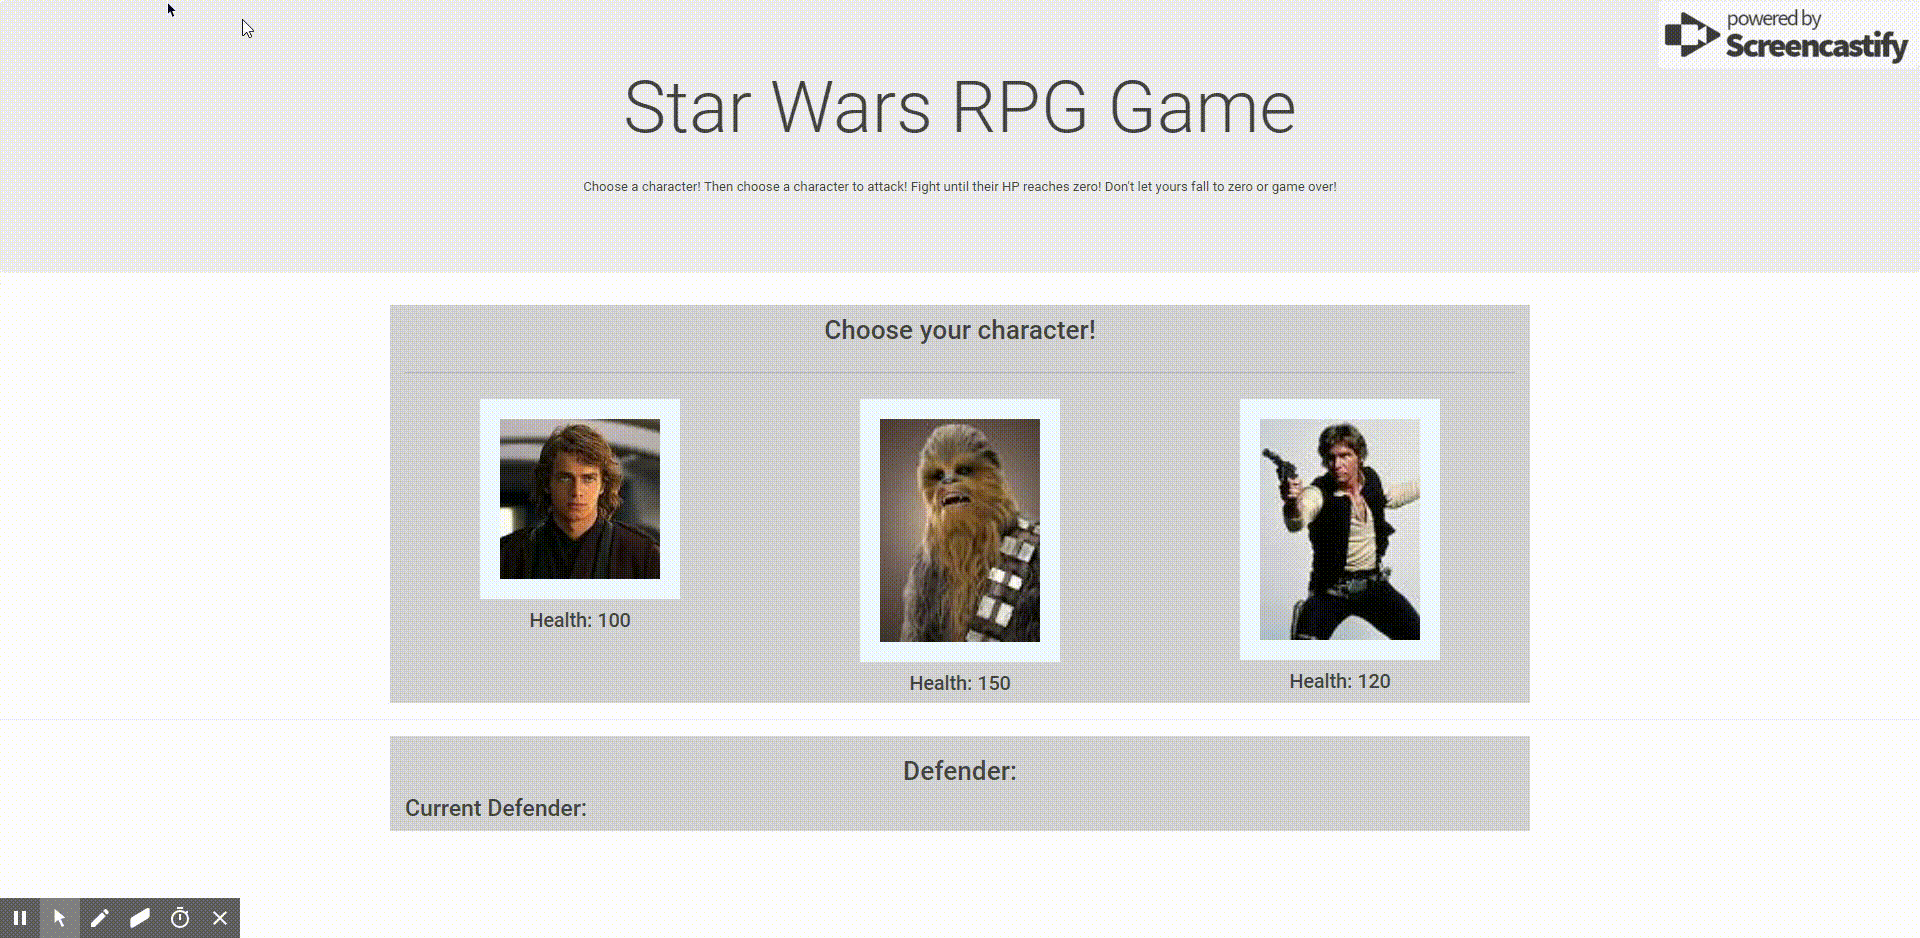 powered by
Screencastify
Star Wars RPG Game
Choose a character! Then choose a character to attack! Fight until their HP reaches zero! Don't let yours fall to zero or game over!
Choose your character!
Health: 100
Health: 150
Health: 120
Defender:
Current Defender: